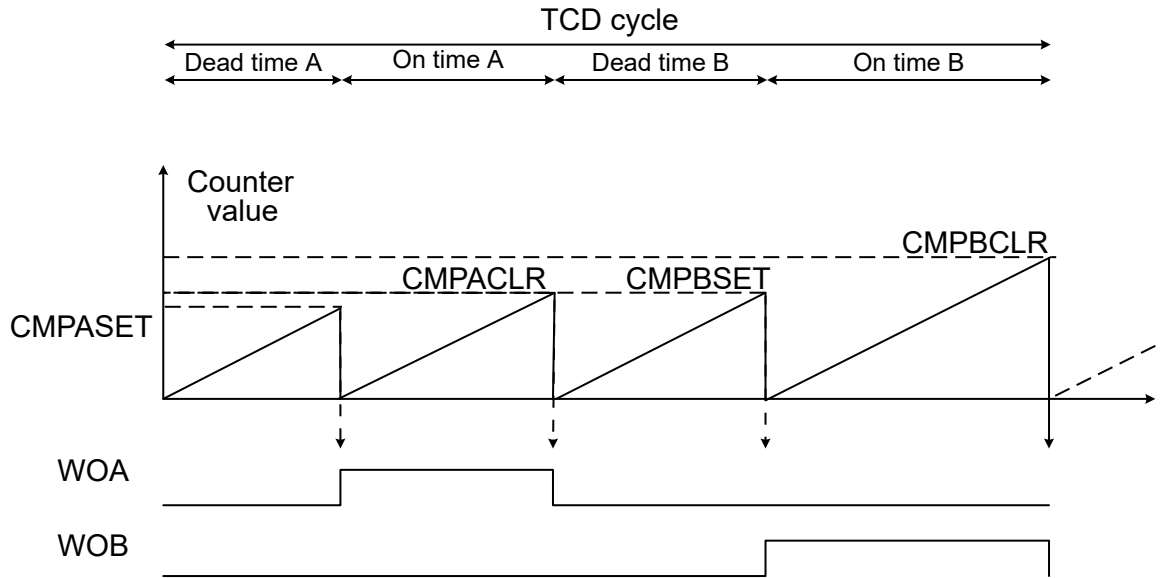 TCD cycle
Dead time A
On time A
Dead time B
On time B
Counter
value
CMPBCLR
CMPACLR
CMPBSET
CMPASET
WOA
WOB